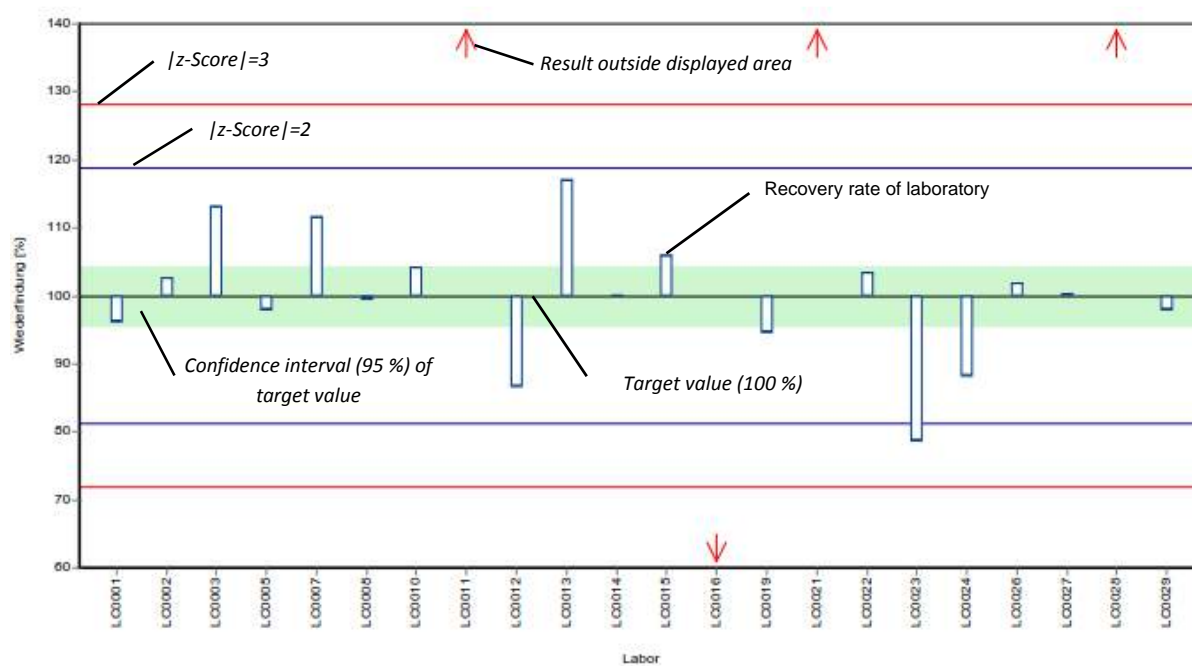 140
|z-Score|=3
Result outside displayed area
130
|z-Score|=2
120
Recovery rate of laboratory
110
Wiederfindung [%]
100
90
Confidence interval (95 %) of
target value
Target value (100 %)
80
70
60
LC0001
LC0002
LC0003
LC0005
LC0007
LC0008
LC0010
LC0011
LC0012
LC0013
LC0014
LC0015
LC0016
LC0019
LC0021
LC0022
LC0023
LC0024
LC0026
LC0027
LC0028
LC0029
Labor